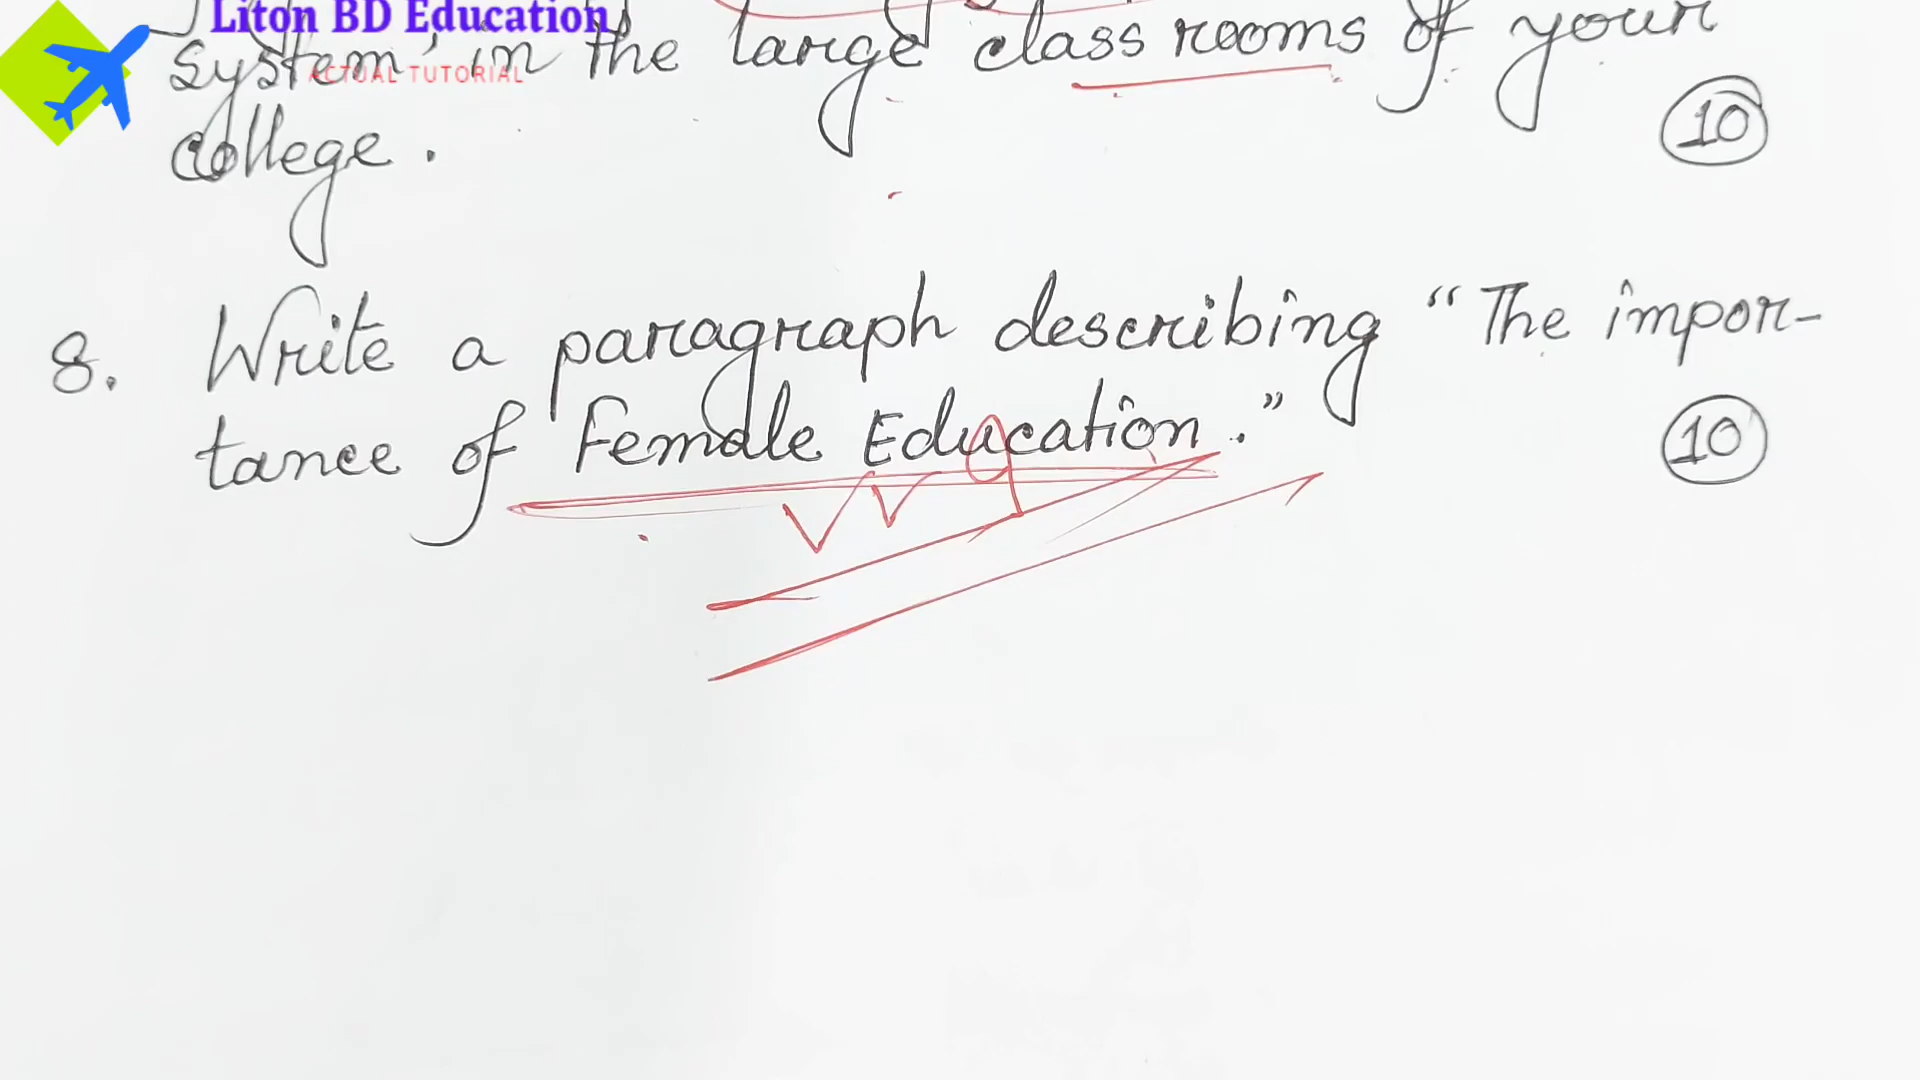 Liton BD Education
system' in the large class rooms of your
ACTUAL TUTORIAL
college.
10
8. Write a paragraph describing "The impor-
tance of Female Education."
10